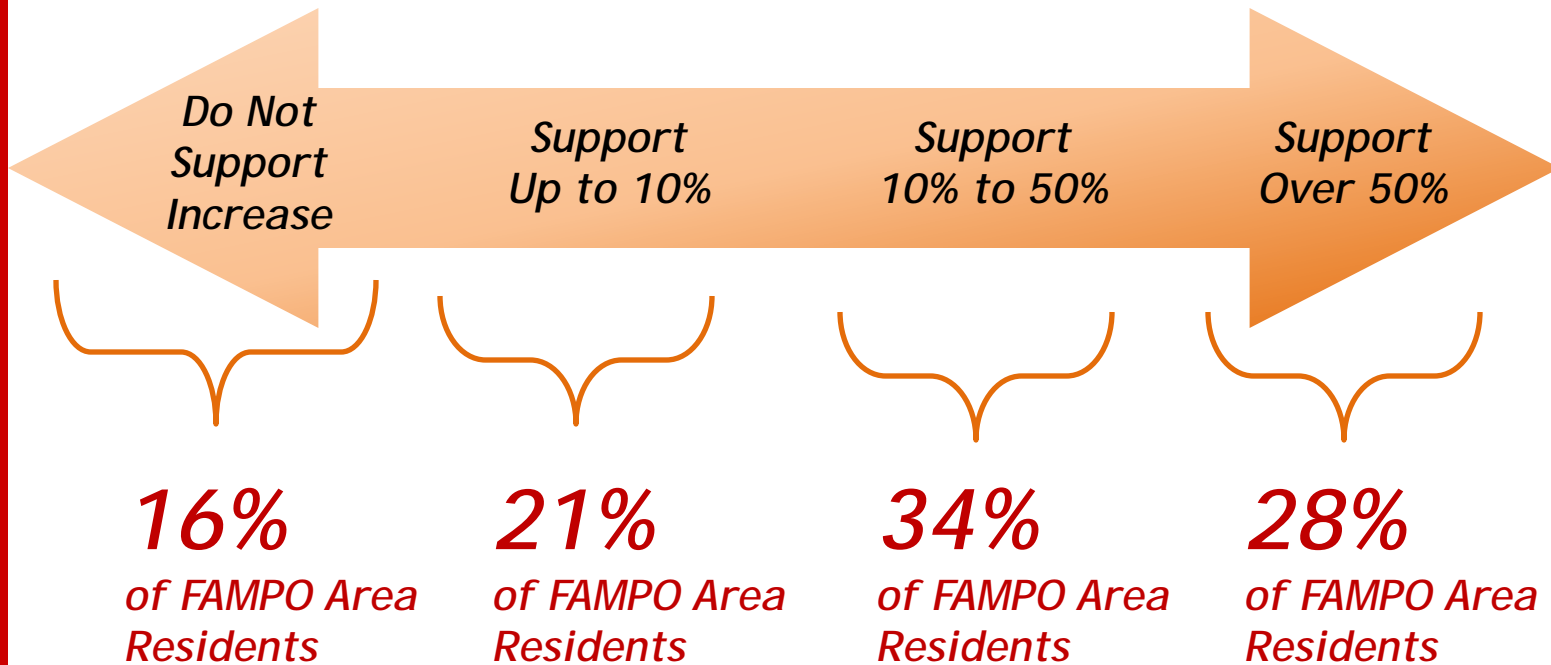 Do Not
Support
Increase
Support
Up to 10%
Support
10% to 50%
Support
Over 50%
16%
of FAMPO Area
Residents
21%
of FAMPO Area
Residents
34%
of FAMPO Area
Residents
28%
of FAMPO Area
Residents